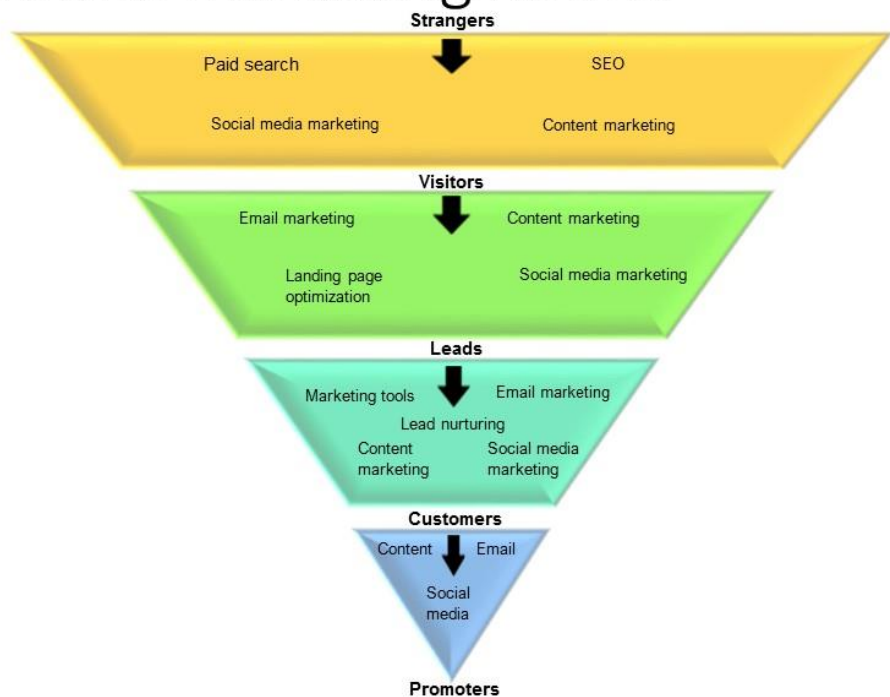 Strangers
Paid search
SEO
Social media marketing
Content marketing
Visitors
Email marketing
Content marketing
Landing page
optimization
Social media marketing
Leads
Marketing tools
Email marketing
Lead nurturing
Content
marketing
Social media
marketing
Customers
Content
Email
Social
media
Promoters